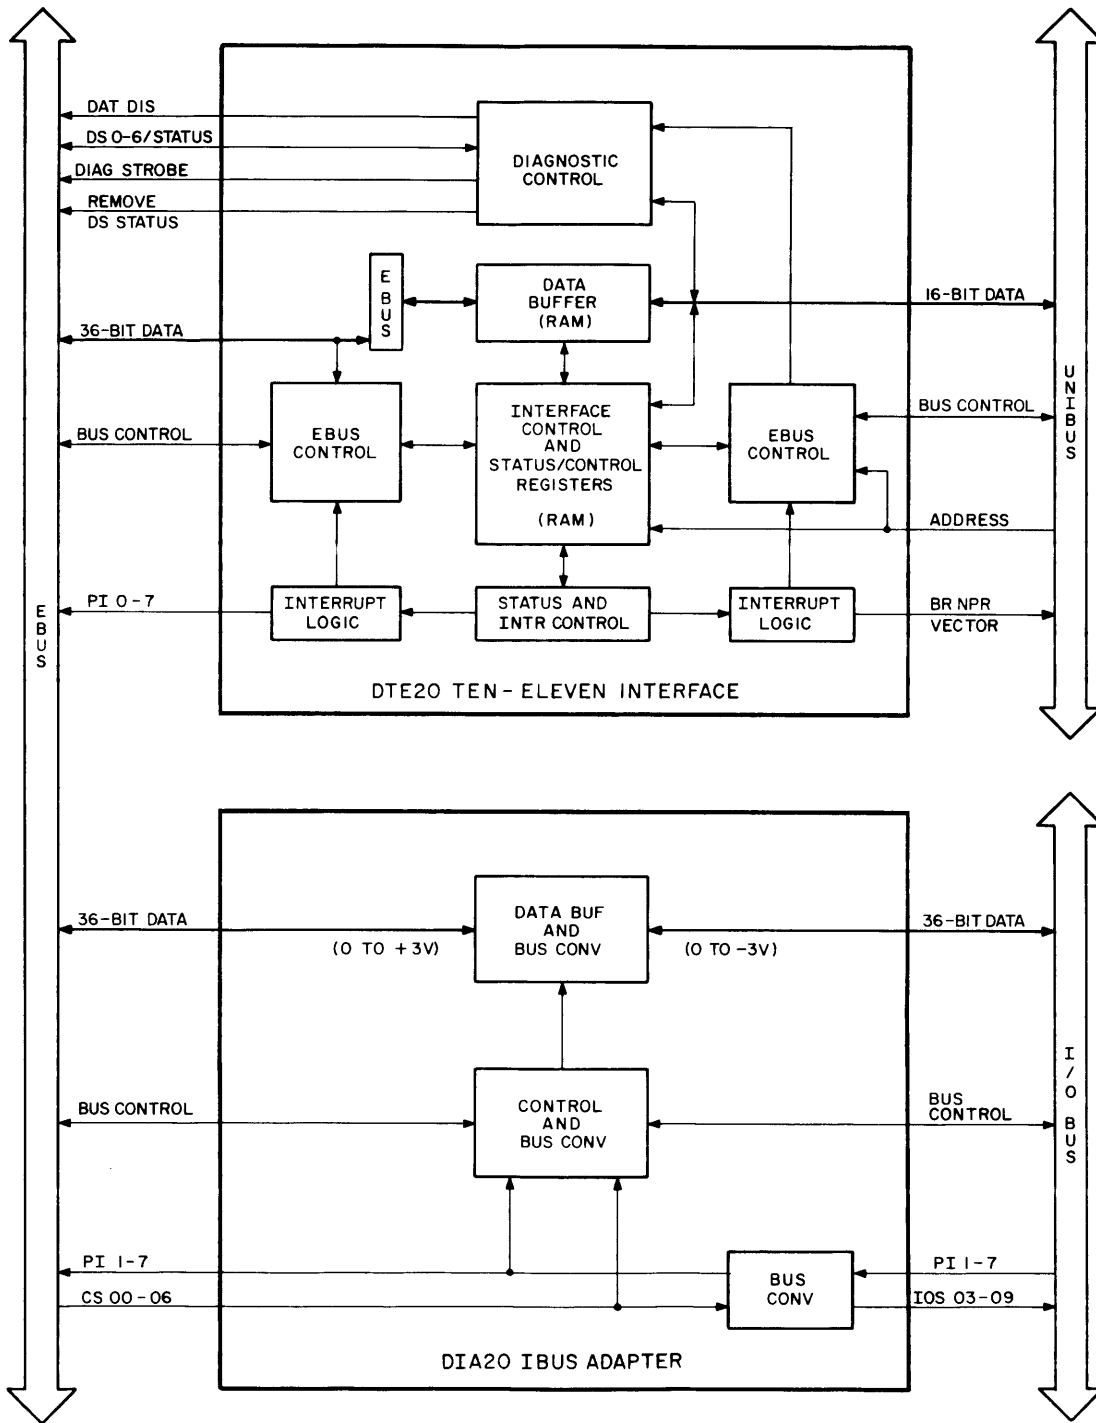 DAT DIS
DS 0-6/STATUS
DIAG STROBE
REMOVE
DS STATUS
DIAGNOSTIC
CONTROL
EBUS
DATA
BUFFER
(RAM)
16-BIT DATA
36-BIT DATA
EBUS
CONTROL
INTERFACE
CONTROL
AND
STATUS/CONTROL
REGISTERS
(RAM)
EBUS
CONTROL
BUS CONTROL
BUS CONTROL
ADDRESS
UNIBUS
PI 0-7
INTERRUPT
LOGIC
STATUS AND
INTR CONTROL
INTERRUPT
LOGIC
BR NPR
VECTOR
EBUS
DTE20 TEN-ELEVEN INTERFACE
36-BIT DATA
(0 TO +3V)
DATA BUF
AND
BUS CONV
(0 TO -3V)
36-BIT DATA
BUS CONTROL
CONTROL
AND
BUS CONV
BUS
CONTROL
I/O BUS
PI 1-7
CS 00-06
BUS
CONV
PI 1-7
IOS 03-09
DIA20 IBUS ADAPTER